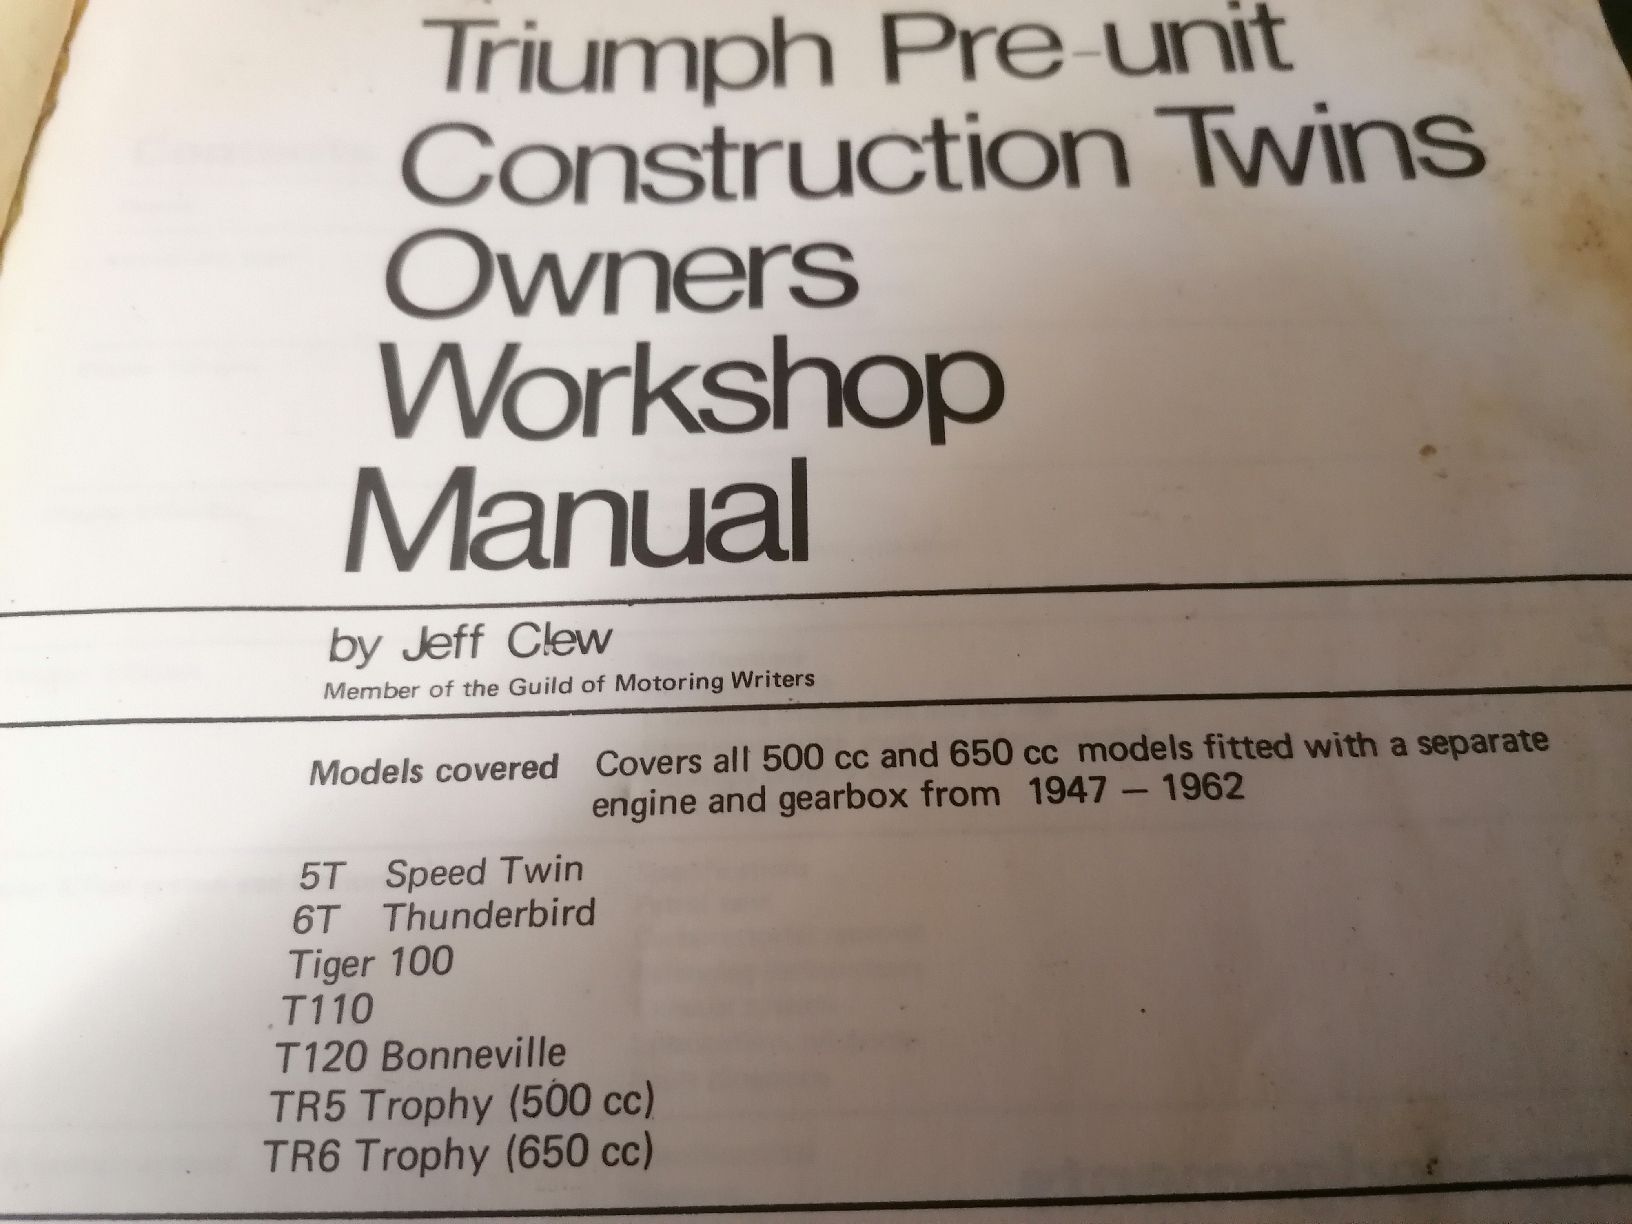 Triumph Pre-unit
Construction Twins
Owners
Workshop
Manual
by Jeff Clew
Member of the Guild of Motoring Writers
Models covered Covers all 500 cc and 650 cc models fitted with a separate
engine and gearbox from 1947 — 1962
5T Speed Twin
6T Thunderbird
Tiger 100
T110
T120 Bonneville
TR5 Trophy (500 cc)
TR6 Trophy (650 cc)